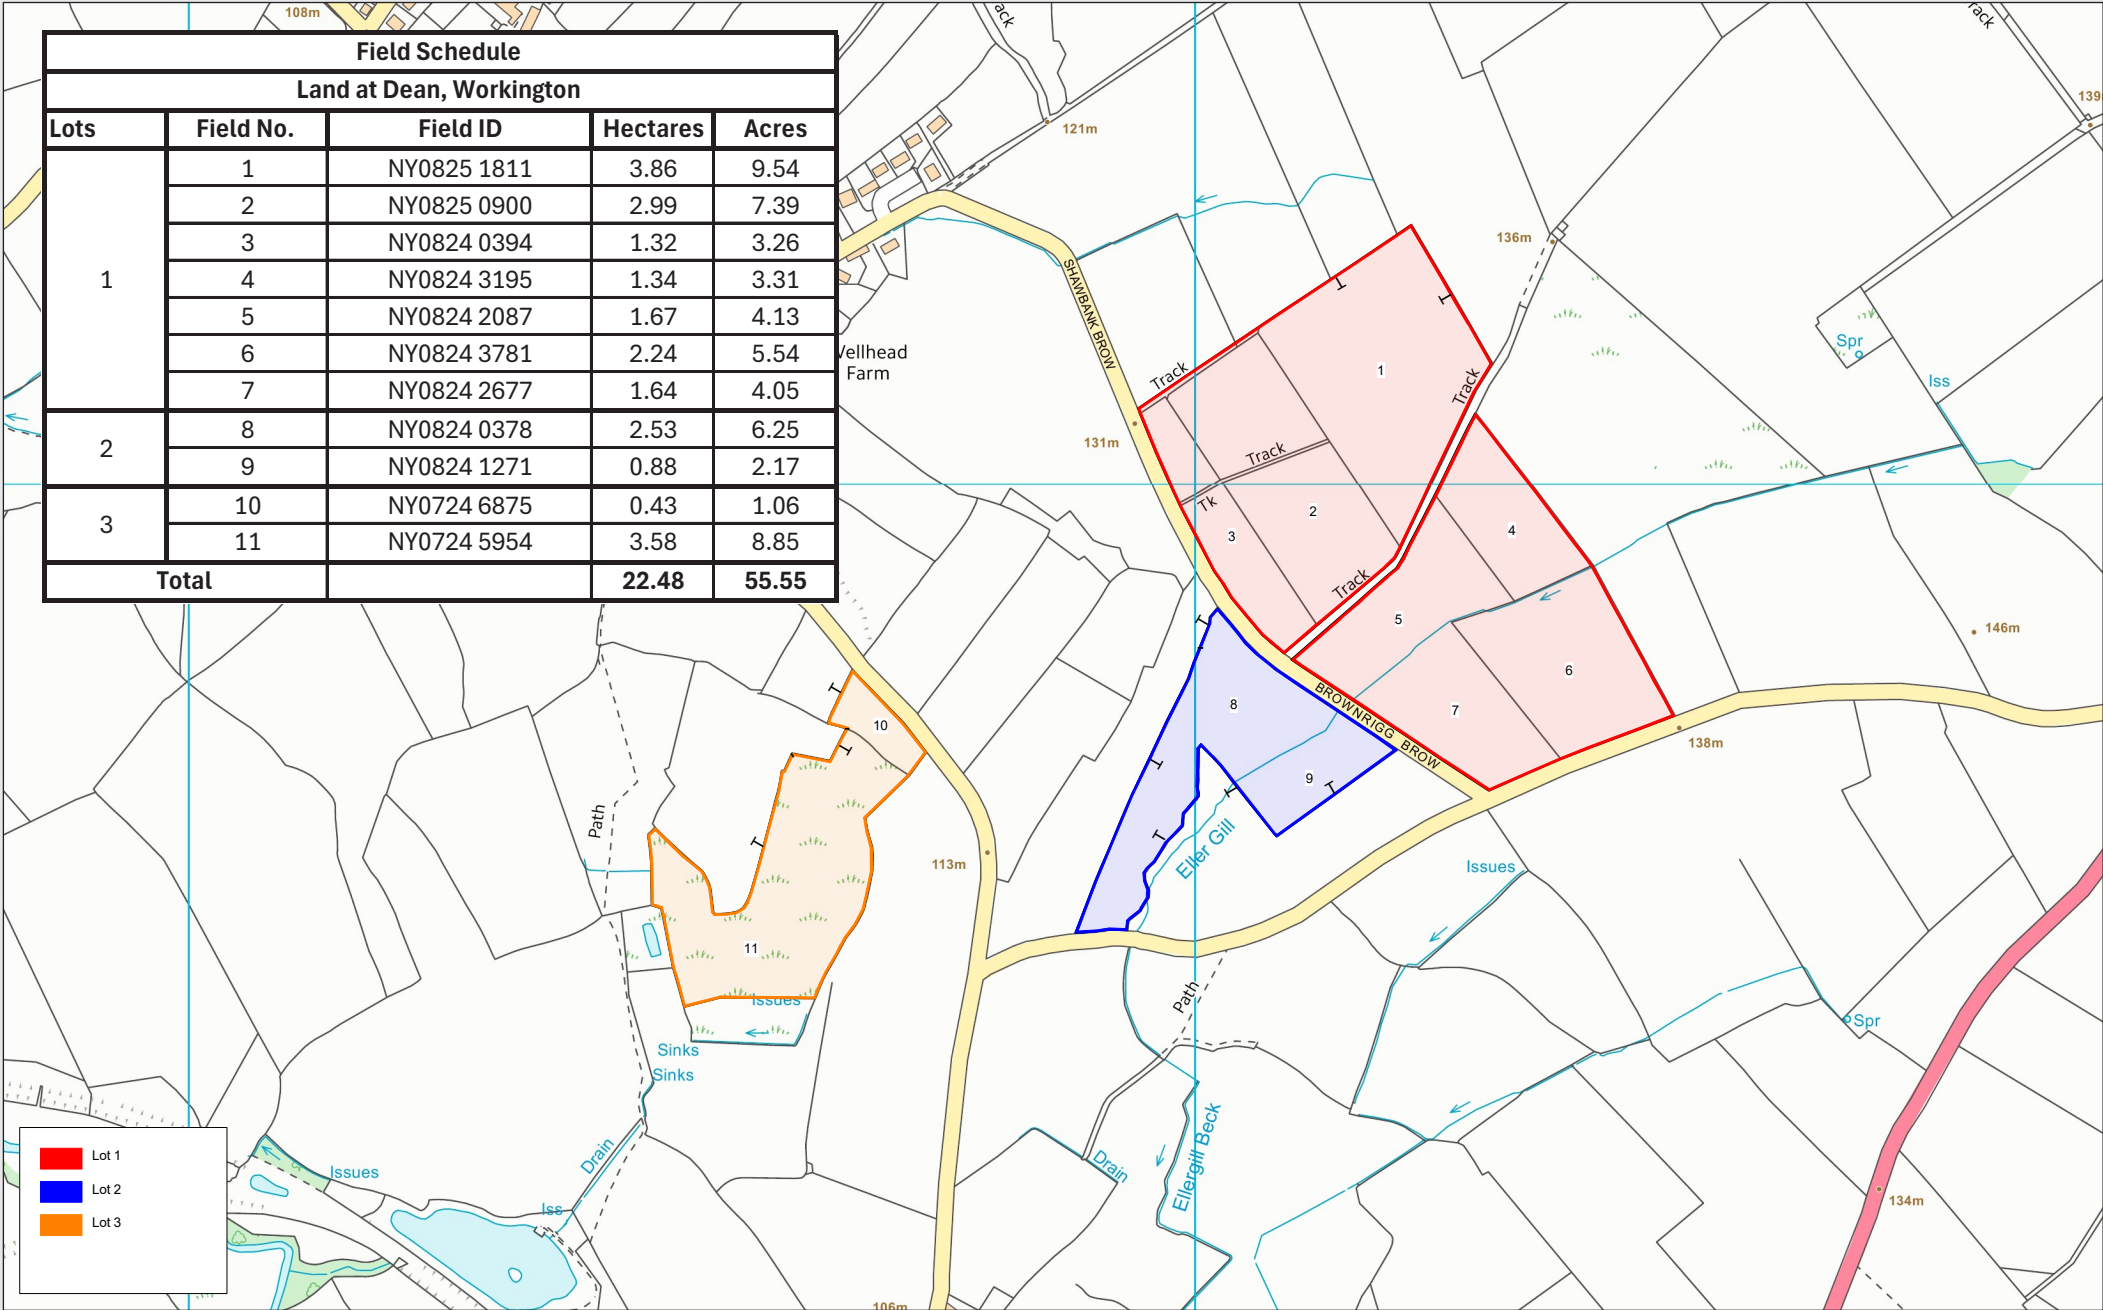 108m
Field Schedule
Land at Dean, Workington
Lots Field No. Field ID Hectares Acres
1
1 NY0825 1811 3.86 9.54
2 NY0825 0900 2.99 7.39
3 NY0824 0394 1.32 3.26
4 NY0824 3195 1.34 3.31
5 NY0824 2087 1.67 4.13
6 NY0824 3781 2.24 5.54
7 NY0824 2677 1.64 4.05
2
8 NY0824 0378 2.53 6.25
9 NY0824 1271 0.88 2.17
3
10 NY0724 6875 0.43 1.06
11 NY0724 5954 3.58 8.85
Total 22.48 55.55
ack
rack
139
121m
136m
SHAWBANK BROW
Spr
Iss
ellhead
Farm
Track
1
Track
131m
Track
Tk
2
3
4
Track
5
6
146m
7
8
BROWNRIGG BROW
138m
9
10
Path
113m
Eller Gill
Issues
11
Issues
Path
Spr
Sinks
Sinks
Ellergill Beck
Drain
Drain
Lot 1
Lot 2
Lot 3
Issues
Iss
134m
106m